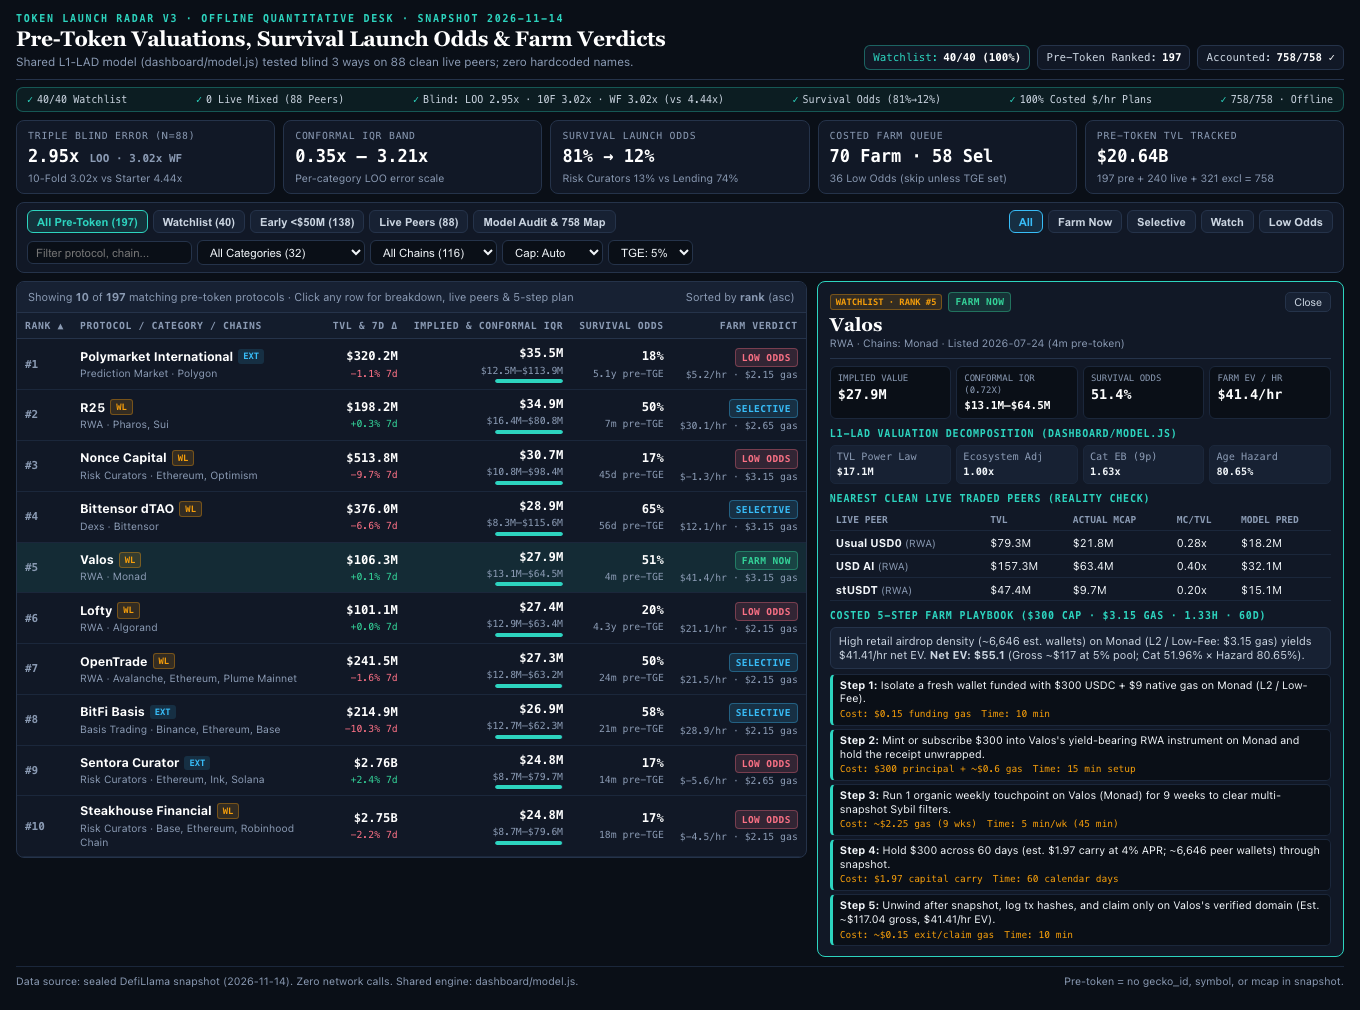 TOKEN LAUNCH RADAR V3 · OFFLINE QUANTITATIVE DESK · SNAPSHOT 2026-11-14
Pre-Token Valuations, Survival Launch Odds & Farm Verdicts
Shared L1-LAD model (dashboard/model.js) tested blind 3 ways on 88 clean live peers; zero hardcoded names.
Watchlist: 40/40 (100%)
Pre-Token Ranked: 197
Accounted: 758/758 ✓
✓ 40/40 Watchlist
✓ 0 Live Mixed (88 Peers)
✓ Blind: LOO 2.95x · 10F 3.02x · WF 3.02x (vs 4.44x)
✓ Survival Odds (81%→12%)
✓ 100% Costed $/hr Plans
✓ 758/758 · Offline
TRIPLE BLIND ERROR (N=88)
2.95x LOO · 3.02x WF
10-Fold 3.02x vs Starter 4.44x
CONFORMAL IQR BAND
0.35x – 3.21x
Per-category LOO error scale
SURVIVAL LAUNCH ODDS
81% → 12%
Risk Curators 13% vs Lending 74%
COSTED FARM QUEUE
70 Farm · 58 Sel
36 Low Odds (skip unless TGE set)
PRE-TOKEN TVL TRACKED
$20.64B
197 pre + 240 live + 321 excl = 758
All Pre-Token (197)
Watchlist (40)
Early <$50M (138)
Live Peers (88)
Model Audit & 758 Map
All
Farm Now
Selective
Watch
Low Odds
Filter protocol, chain...
All Categories (32)
All Chains (116)
Cap: Auto
TGE: 5%
Showing 10 of 197 matching pre-token protocols · Click any row for breakdown, live peers & 5-step plan
Sorted by rank (asc)
RANK ▲ PROTOCOL / CATEGORY / CHAINS TVL & 7D Δ IMPLIED & CONFORMAL IQR SURVIVAL ODDS FARM VERDICT
#1 Polymarket International EXT $320.2M $35.5M 18% LOW ODDS
Prediction Market · Polygon −1.1% 7d $12.5M–$113.9M 5.1y pre-TGE $5.2/hr · $2.15 gas
#2 R25 WL $198.2M $34.9M 50% SELECTIVE
RWA · Pharos, Sui +0.3% 7d $16.4M–$80.8M 7m pre-TGE $30.1/hr · $2.65 gas
#3 Nonce Capital WL $513.8M $30.7M 17% LOW ODDS
Risk Curators · Ethereum, Optimism −9.7% 7d $10.8M–$98.4M 45d pre-TGE $−1.3/hr · $3.15 gas
#4 Bittensor dTAO WL $376.0M $28.9M 65% SELECTIVE
Dexs · Bittensor −6.6% 7d $8.3M–$115.6M 56d pre-TGE $12.1/hr · $3.15 gas
#5 Valos WL $106.3M $27.9M 51% FARM NOW
RWA · Monad +0.1% 7d $13.1M–$64.5M 4m pre-TGE $41.4/hr · $3.15 gas
#6 Lofty WL $101.1M $27.4M 20% LOW ODDS
RWA · Algorand +0.0% 7d $12.9M–$63.4M 4.3y pre-TGE $21.1/hr · $2.15 gas
#7 OpenTrade WL $241.5M $27.3M 50% SELECTIVE
RWA · Avalanche, Ethereum, Plume Mainnet −1.6% 7d $12.8M–$63.2M 24m pre-TGE $21.5/hr · $2.15 gas
#8 BitFi Basis EXT $214.9M $26.9M 58% SELECTIVE
Basis Trading · Binance, Ethereum, Base −10.3% 7d $12.7M–$62.3M 21m pre-TGE $28.9/hr · $2.15 gas
#9 Sentora Curator EXT $2.76B $24.8M 17% LOW ODDS
Risk Curators · Ethereum, Ink, Solana +2.4% 7d $8.7M–$79.7M 14m pre-TGE $−5.6/hr · $2.65 gas
#10 Steakhouse Financial WL $2.75B $24.8M 17% LOW ODDS
Risk Curators · Base, Ethereum, Robinhood Chain −2.2% 7d $8.7M–$79.6M 18m pre-TGE $−4.5/hr · $2.15 gas
WATCHLIST · RANK #5
FARM NOW
Close
Valos
RWA · Chains: Monad · Listed 2026-07-24 (4m pre-token)
IMPLIED VALUE
$27.9M
CONFORMAL IQR (0.72X)
$13.1M–$64.5M
SURVIVAL ODDS
51.4%
FARM EV / HR
$41.4/hr
L1-LAD VALUATION DECOMPOSITION (DASHBOARD/MODEL.JS)
TVL Power Law
$17.1M
Ecosystem Adj
1.00x
Cat EB (9p)
1.63x
Age Hazard
80.65%
NEAREST CLEAN LIVE TRADED PEERS (REALITY CHECK)
LIVE PEER TVL ACTUAL MCAP MC/TVL MODEL PRED
Usual USD0 (RWA) $79.3M $21.8M 0.28x $18.2M
USD AI (RWA) $157.3M $63.4M 0.40x $32.1M
stUSDT (RWA) $47.4M $9.7M 0.20x $15.1M
COSTED 5-STEP FARM PLAYBOOK ($300 CAP · $3.15 GAS · 1.33H · 60D)
High retail airdrop density (~6,646 est. wallets) on Monad (L2 / Low-Fee: $3.15 gas) yields
$41.41/hr net EV. Net EV: $55.1 (Gross ~$117 at 5% pool; Cat 51.96% × Hazard 80.65%).
Step 1: Isolate a fresh wallet funded with $300 USDC + $9 native gas on Monad (L2 / Low-
Fee).
Cost: $0.15 funding gas Time: 10 min
Step 2: Mint or subscribe $300 into Valos's yield-bearing RWA instrument on Monad and
hold the receipt unwrapped.
Cost: $300 principal + ~$0.6 gas Time: 15 min setup
Step 3: Run 1 organic weekly touchpoint on Valos (Monad) for 9 weeks to clear multi-
snapshot Sybil filters.
Cost: ~$2.25 gas (9 wks) Time: 5 min/wk (45 min)
Step 4: Hold $300 across 60 days (est. $1.97 carry at 4% APR; ~6,646 peer wallets) through
snapshot.
Cost: $1.97 capital carry Time: 60 calendar days
Step 5: Unwind after snapshot, log tx hashes, and claim only on Valos's verified domain (Est.
~$117.04 gross, $41.41/hr EV).
Cost: ~$0.15 exit/claim gas Time: 10 min
Data source: sealed DefiLlama snapshot (2026-11-14). Zero network calls. Shared engine: dashboard/model.js.
Pre-token = no gecko_id, symbol, or mcap in snapshot.